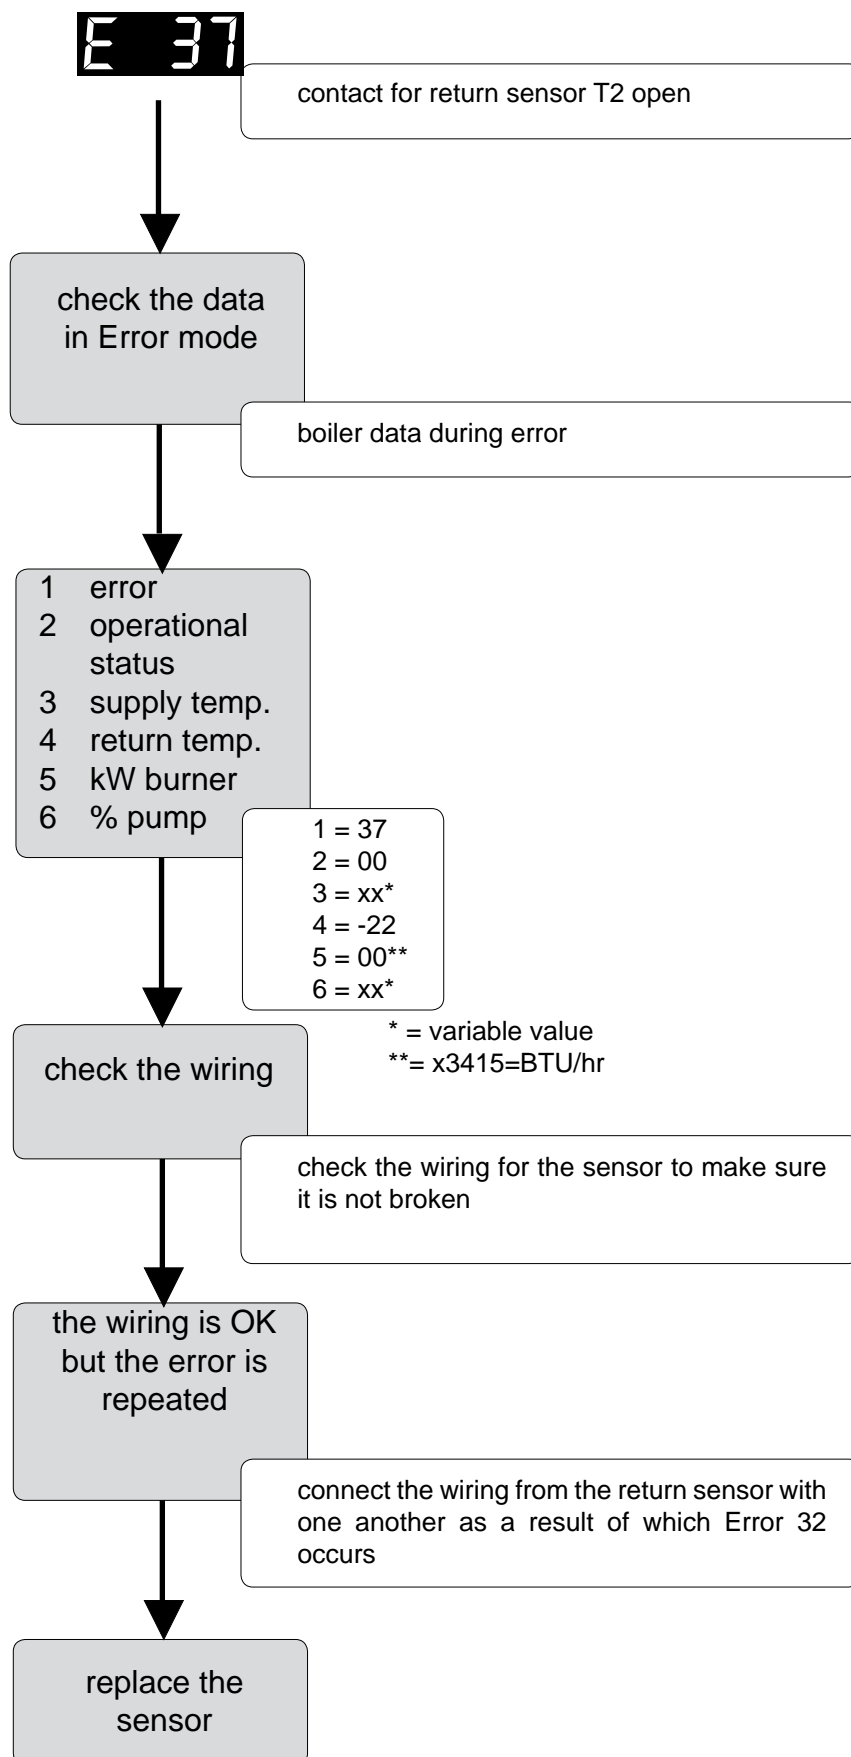 E 37
contact for return sensor T2 open
check the data
in Error mode
boiler data during error
1 error
2 operational
status
3 supply temp.
4 return temp.
5 kW burner
6 % pump
1 = 37
2 = 00
3 = xx*
4 = -22
5 = 00**
6 = xx*
* = variable value
**= x3415=BTU/hr
check the wiring
check the wiring for the sensor to make sure
it is not broken
the wiring is OK
but the error is
repeated
connect the wiring from the return sensor with
one another as a result of which Error 32
occurs
replace the
sensor